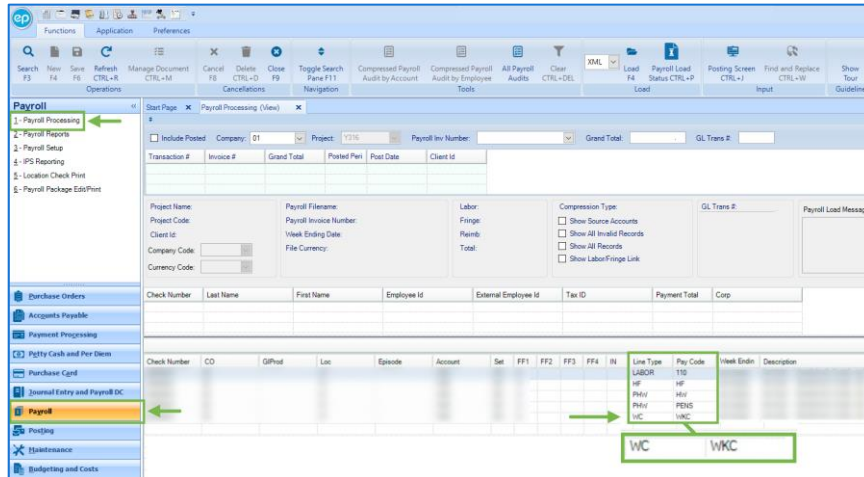 ep
Functions Application Preferences
Search New Save Refresh Manage Document Cancel Delete Close Toggle Search Compressed Payroll Compressed Payroll All Payroll Clear XML Load Payroll Load Posting Screen Find and Replace Show
F3 F4 F6 CTRL+R CTRL+M F8 CTRL+D F9 Pane F11 Audit by Account Audit by Employee Audits CTRL+DEL F4 Status CTRL+P CTRL+J CTRL+W Tour
Operations Cancellations Navigation Tools Load Input Guideline
Payroll «
Start Page X Payroll Processing (View) X
1 - Payroll Processing
2 - Payroll Reports
3 - Payroll Setup
4 - IPS Reporting
5 - Location Check Print
6 - Payroll Package Edit/Print
Include Posted Company: 01 Project: Y316 Payroll Inv Number: Grand Total: . GL Trans #:
Transaction # Invoice # Grand Total Posted Peri Post Date Client Id
Project Name: Payroll Filename: Labor: Compression Type: GL Trans #: Payroll Load Messag
Project Code: Payroll Invoice Number: Fringe: Show Source Accounts
Client Id: Week Ending Date: Reimb: Show All Invalid Records
Company Code: File Currency: Total: Show All Records
Currency Code: Show Labor/Fringe Link
Check Number Last Name First Name Employee Id External Employee Id Tax ID Payment Total Corp
Purchase Orders
Accounts Payable
Payment Processing
Petty Cash and Per Diem
Purchase Card
Journal Entry and Payroll DC
Payroll
Posting
Maintenance
Budgeting and Costs
Check Number CO GlProd Loc Episode Account Set FF1 FF2 FF3 FF4 IN Line Type Pay Code Week Endin Description
LABOR 110
HF HF
PHW HW
PHW PENS
WC WKC
WC WKC